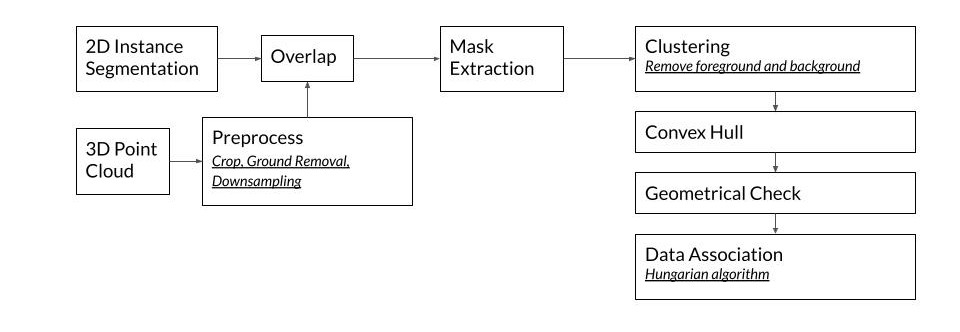 2D Instance
Segmentation
Overlap
Mask
Extraction
Clustering
Remove foreground and background
3D Point
Cloud
Preprocess
Crop, Ground Removal,
Downsampling
Convex Hull
Geometrical Check
Data Association
Hungarian algorithm